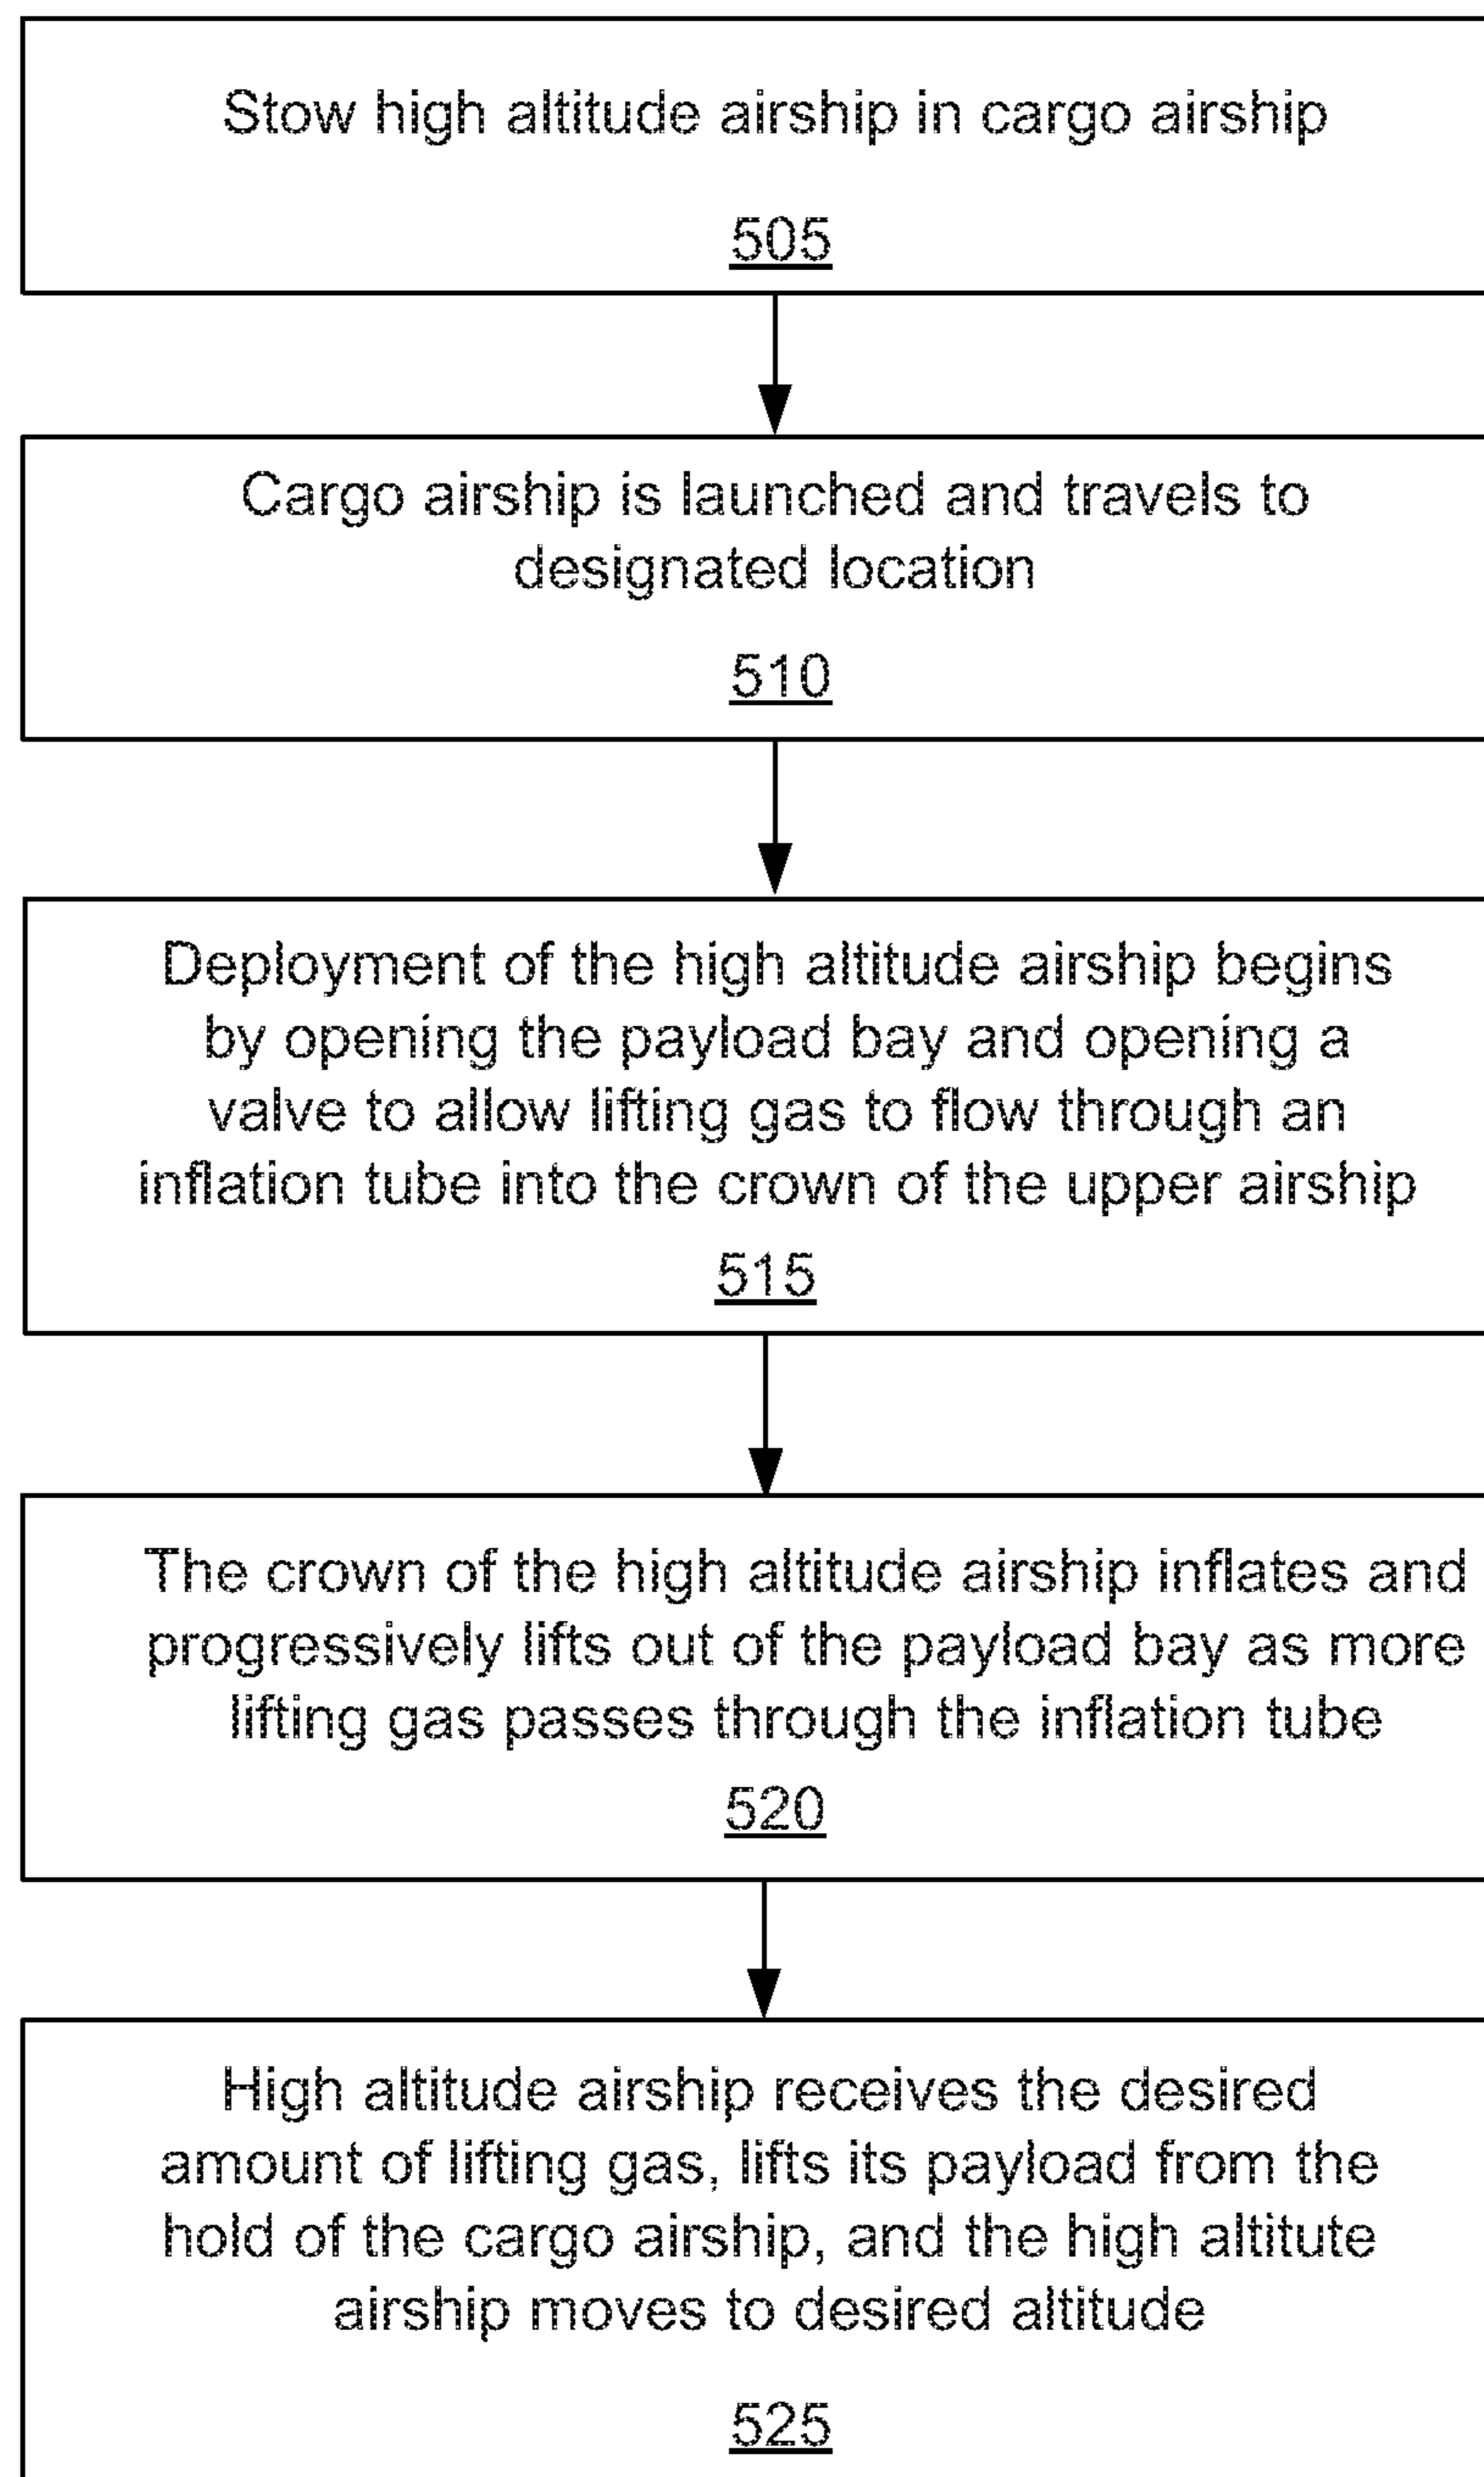 Stow high altitude airship in cargo airship
505
Cargo airship is launched and travels to
designated location
510
Deployment of the high altitude airship begins
by opening the payload bay and opening a
valve to allow lifting gas to flow through an
inflation tube into the crown of the upper airship
515
The crown of the high altitude airship inflates and
progressively lifts out of the payload bay as more
lifting gas passes through the inflation tube
520
High altitude airship receives the desired
amount of lifting gas, lifts its payload from the
hold of the cargo airship, and the high altitute
airship moves to desired altitude
525